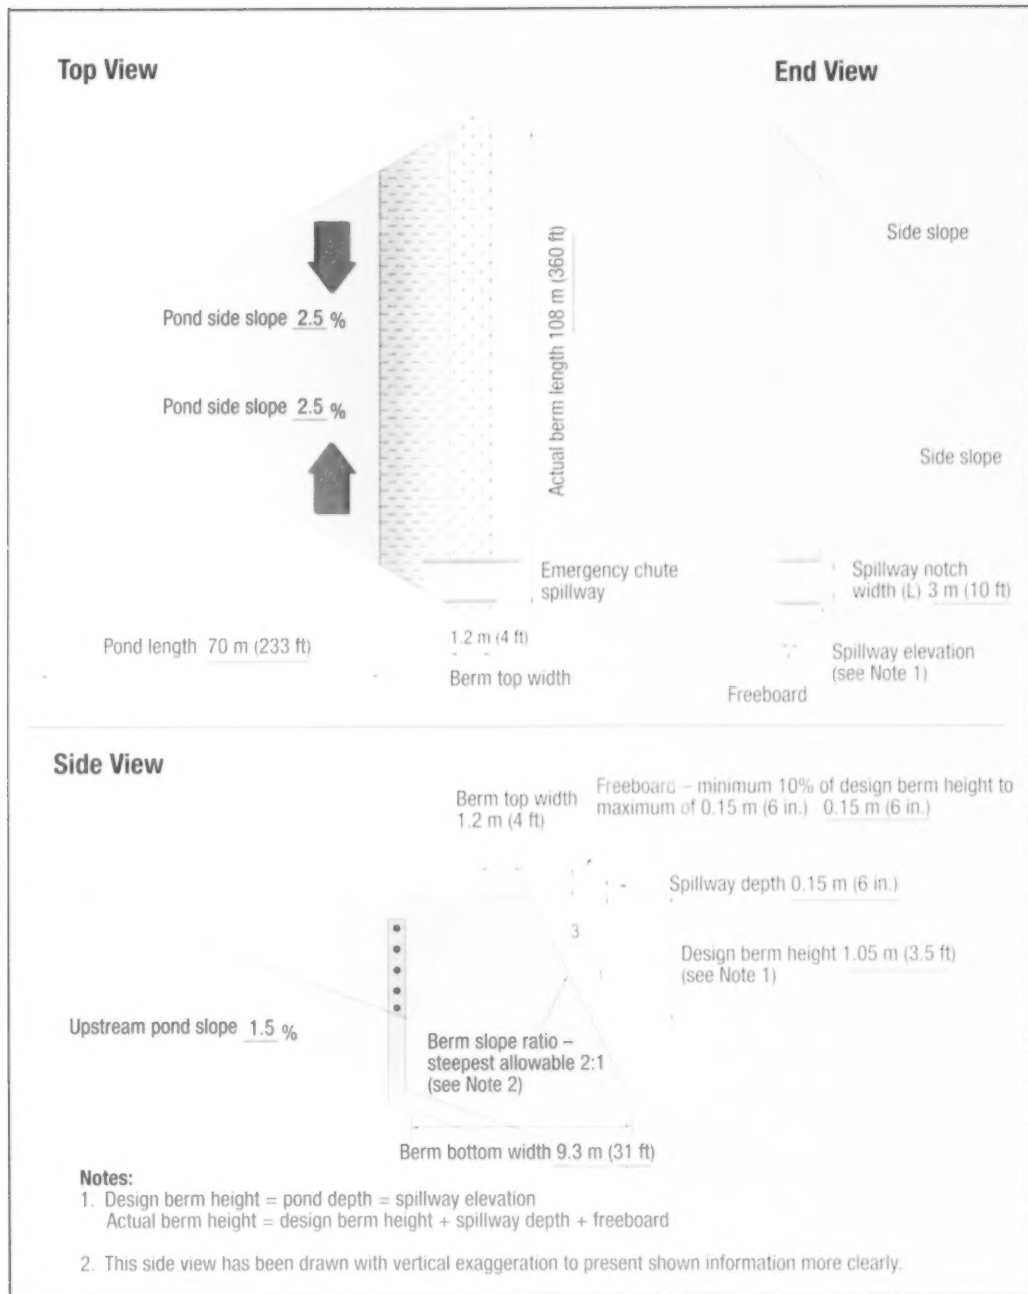 Top View
End View
Side slope
Actual berm length 108 m (360 ft)
Pond side slope 2.5 %
Pond side slope 2.5 %
Side slope
Emergency chute
spillway
Spillway notch
width (L) 3 m (10 ft)
Pond length 70 m (233 ft)
1.2 m (4 ft)
Berm top width
Spillway elevation
(see Note 1)
Freeboard
Side View
Berm top width
1.2 m (4 ft)
Freeboard – minimum 10% of design berm height to
maximum of 0.15 m (6 in.) 0.15 m (6 in.)
Spillway depth 0.15 m (6 in.)
3
Design berm height 1.05 m (3.5 ft)
(see Note 1)
Upstream pond slope 1.5 %
Berm slope ratio –
steepest allowable 2:1
(see Note 2)
Berm bottom width 9.3 m (31 ft)
Notes:
1. Design berm height = pond depth = spillway elevation
Actual berm height = design berm height + spillway depth + freeboard
2. This side view has been drawn with vertical exaggeration to present shown information more clearly.